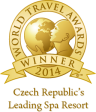 WORLD TRAVEL AWARDS
WINNER
2014
Czech Republic's
Leading Spa Resort